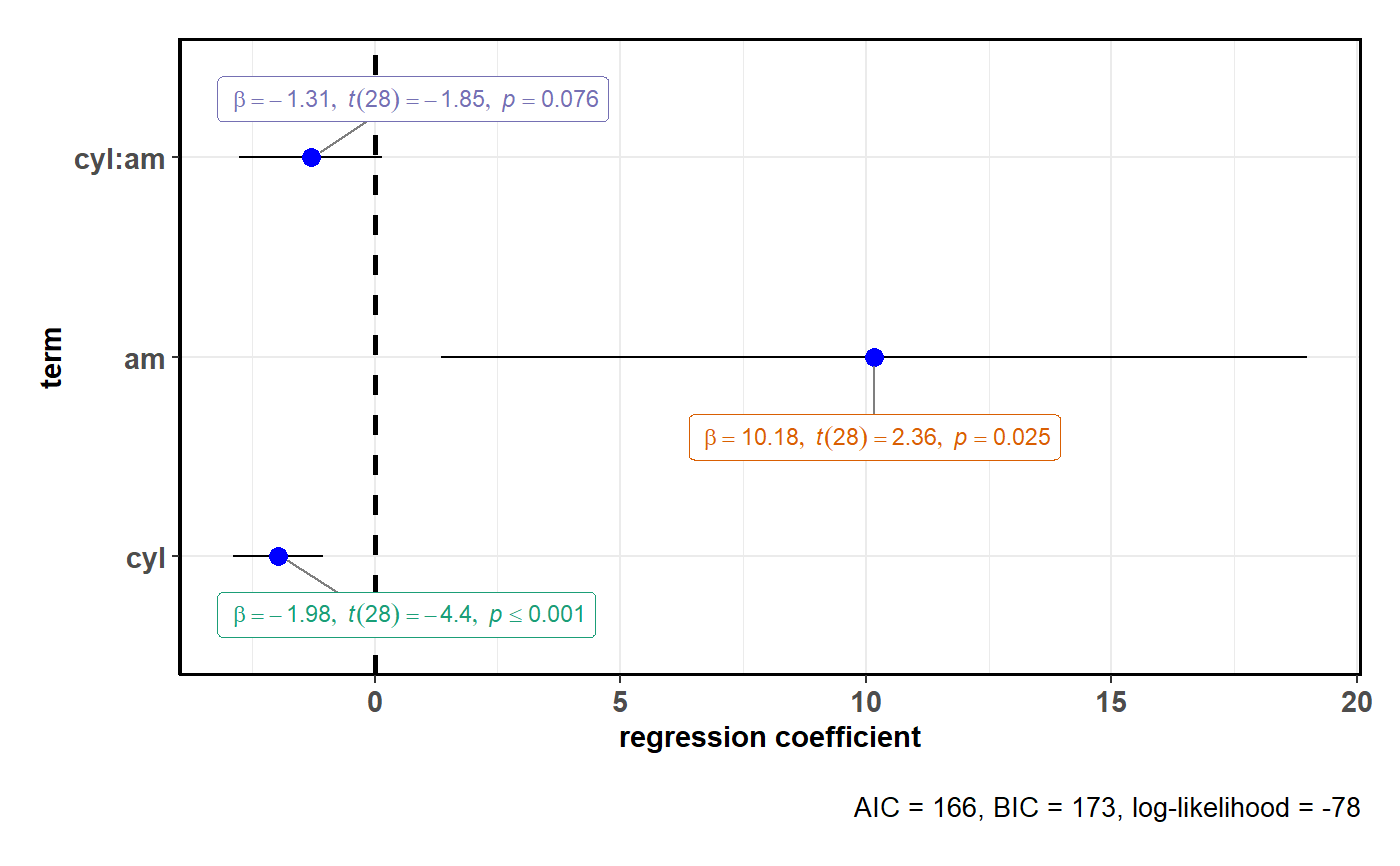 β = −1.31, t(28) = −1.85, p = 0.076
cyl:am
term
am
β = 10.18, t(28) = 2.36, p = 0.025
cyl
β = −1.98, t(28) = −4.4, p ≤ 0.001
0 5 10 15 20
regression coefficient
AIC = 166, BIC = 173, log-likelihood = -78